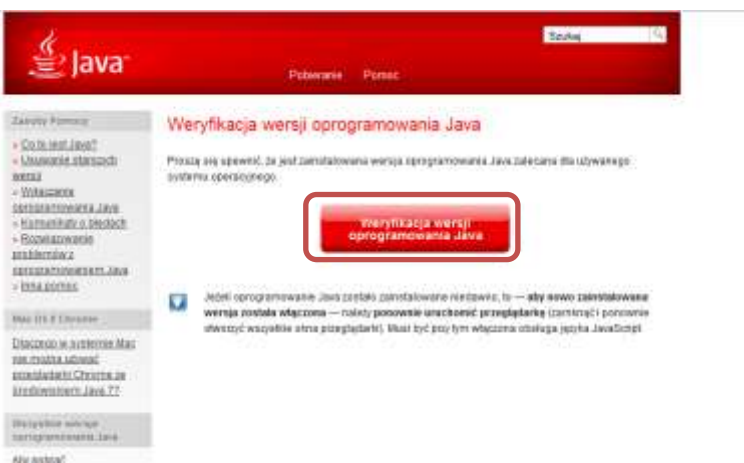 Java
Szukaj
Pobieranie Pomoc
Zasoby Pomocy
» Co to jest Java?
» Usuwanie starszych
wersji
» Włączanie
oprogramowania Java
» Komunikaty o błędach
» Rozwiązywanie
problemów z
oprogramowaniem Java
» Inna pomoc
Mac OS X Chrome
Dlaczego w systemie Mac
nie można używać
przeglądarki Chrome ze
środowiskiem Java 7?
Wszystkie wersje
oprogramowania Java
Aby pobrać
Weryfikacja wersji oprogramowania Java
Proszę się upewnić, że jest zainstalowana wersja oprogramowania Java zalecana dla używanego
systemu operacyjnego.
Weryfikacja wersji
oprogramowania Java
Jeżeli oprogramowanie Java zostało zainstalowane niedawno, to — aby nowo zainstalowana
wersja została włączona — należy ponownie uruchomić przeglądarkę (zamknąć i ponownie
otworzyć wszystkie okna przeglądarki). Musi być przy tym włączona obsługa języka JavaScript.